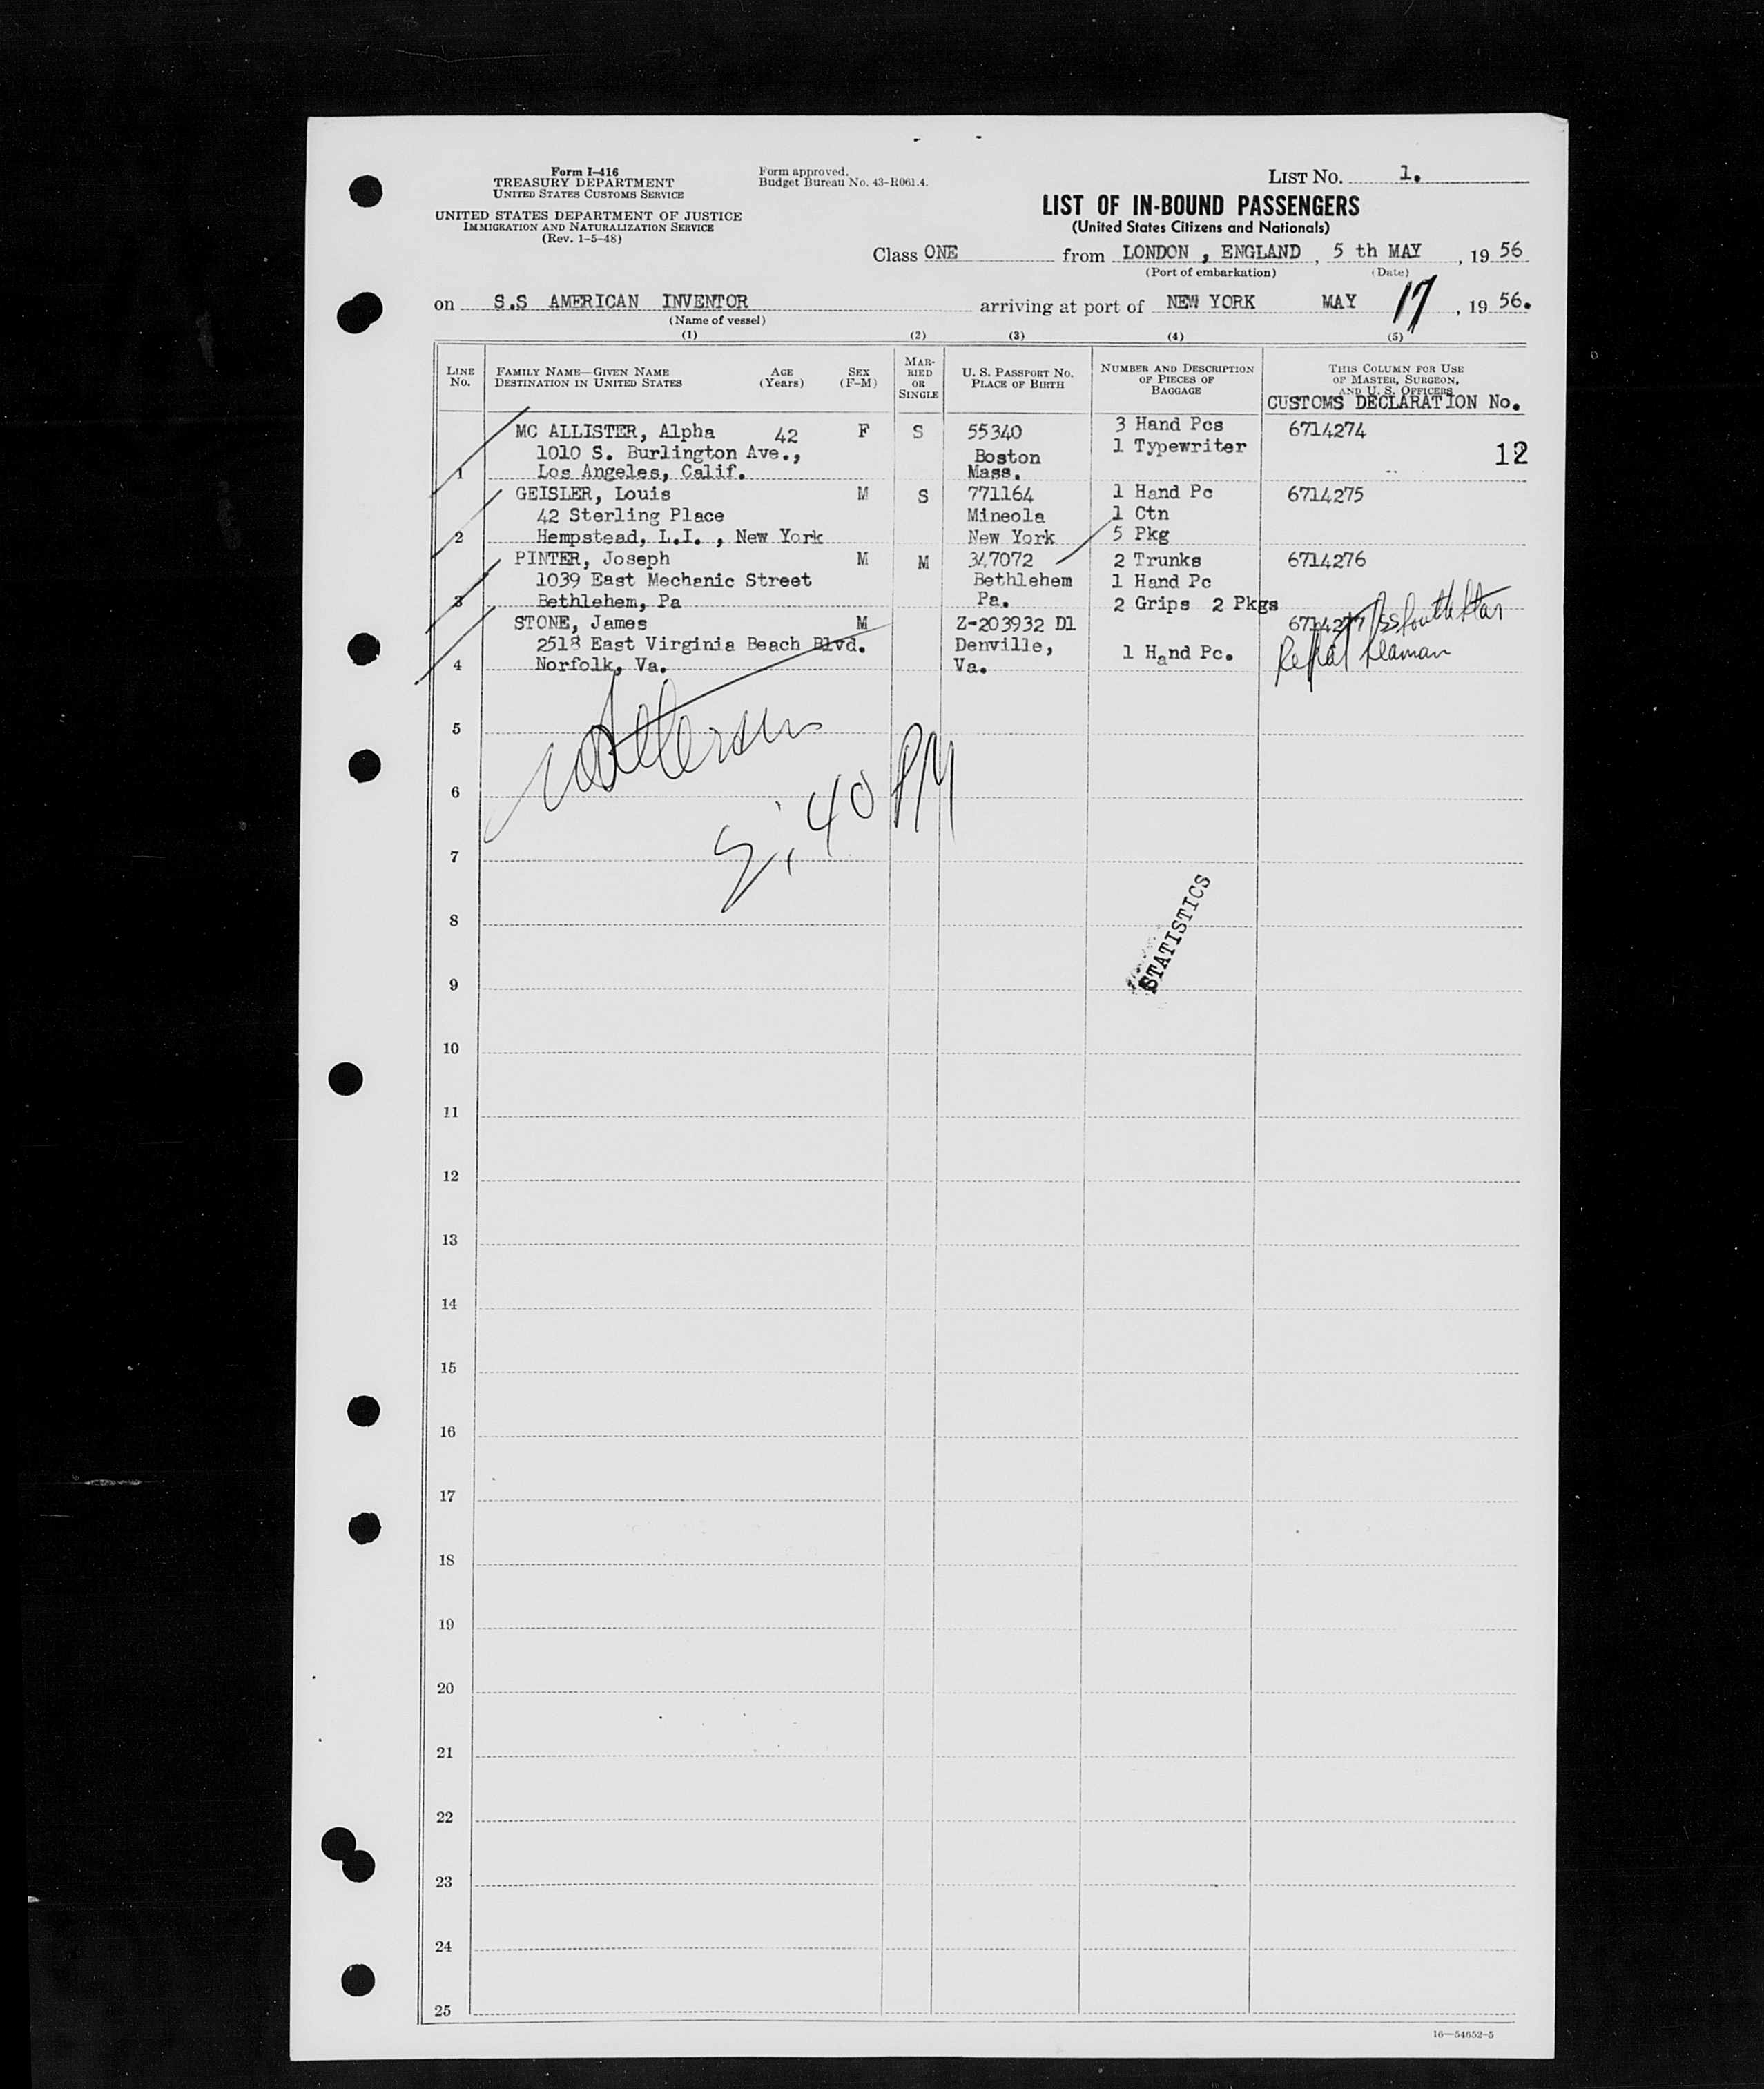 Form I-416
TREASURY DEPARTMENT
UNITED STATES CUSTOMS SERVICE
UNITED STATES DEPARTMENT OF JUSTICE
IMMIGRATION AND NATURALIZATION SERVICE
(Rev. 1-5-48)
Form approved.
Budget Bureau No. 43-R061.4.
LIST NO. 1.
LIST OF IN-BOUND PASSENGERS
(United States Citizens and Nationals)
Class ONE from LONDON , ENGLAND , 5 th MAY , 19 56
(Port of embarkation) (Date)
on S.S AMERICAN INVENTOR arriving at port of NEW YORK MAY 17 , 19 56.
(Name of vessel)
(1) (2) (3) (4) (5)
LINE No. FAMILY NAME—GIVEN NAME DESTINATION IN UNITED STATES AGE (Years) SEX (F-M) MARRIED OR SINGLE U. S. PASSPORT NO. PLACE OF BIRTH NUMBER AND DESCRIPTION OF PIECES OF BAGGAGE THIS COLUMN FOR USE OF MASTER, SURGEON, AND U. S. OFFICERS
CUSTOMS DECLARATION No.
MC ALLISTER, Alpha 42 F S 55340 3 Hand Pcs 6714274
1010 S. Burlington Ave., Boston 1 Typewriter 12
1 Los Angeles, Calif. Mass.
GEISLER, Louis M S 771164 1 Hand Pc 6714275
42 Sterling Place Mineola 1 Ctn
2 Hempstead, L.I. , New York New York 5 Pkg
PINTER, Joseph M M 347072 2 Trunks 6714276
1039 East Mechanic Street Bethlehem 1 Hand Pc
3 Bethlehem, Pa Pa. 2 Grips 2 Pkgs
STONE, James M Z-203932 D1 6714277 SS South Star
2518 East Virginia Beach Blvd. Denville, 1 Hand Pc. Repat Seaman
4 Norfolk, Va. Va.
5
6
5:40 PM
7
8
STATISTICS
9
10
11
12
13
14
15
16
17
18
19
20
21
22
23
24
25
16—54652-5